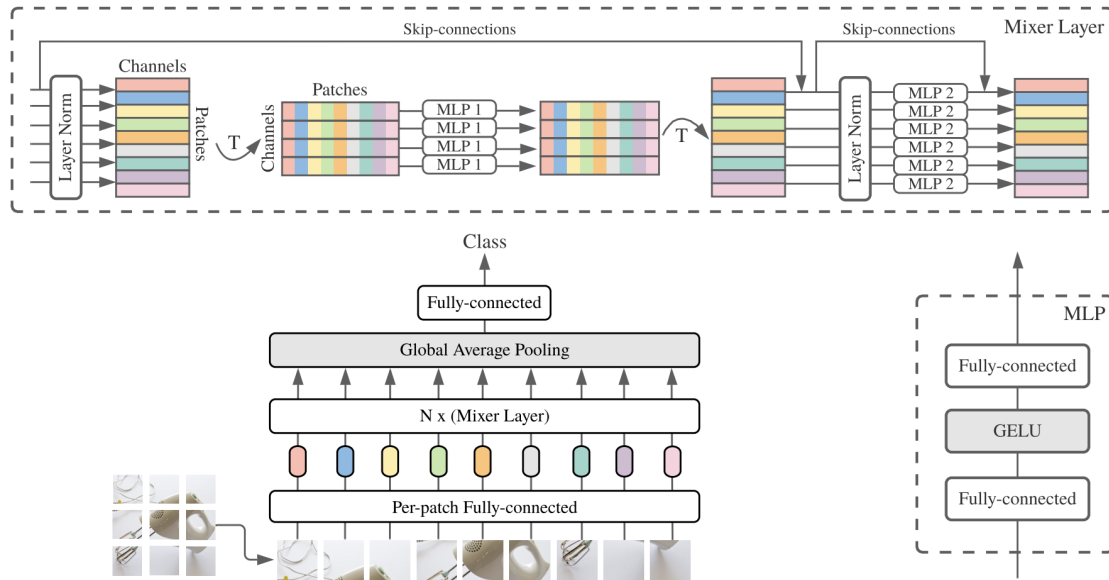 Skip-connections
Skip-connections
Mixer Layer
Channels
Layer Norm
Patches
T
Patches
Channels
MLP 1
MLP 1
MLP 1
MLP 1
T
Layer Norm
MLP 2
MLP 2
MLP 2
MLP 2
MLP 2
MLP 2
Class
Fully-connected
Global Average Pooling
N x (Mixer Layer)
Per-patch Fully-connected
MLP
Fully-connected
GELU
Fully-connected